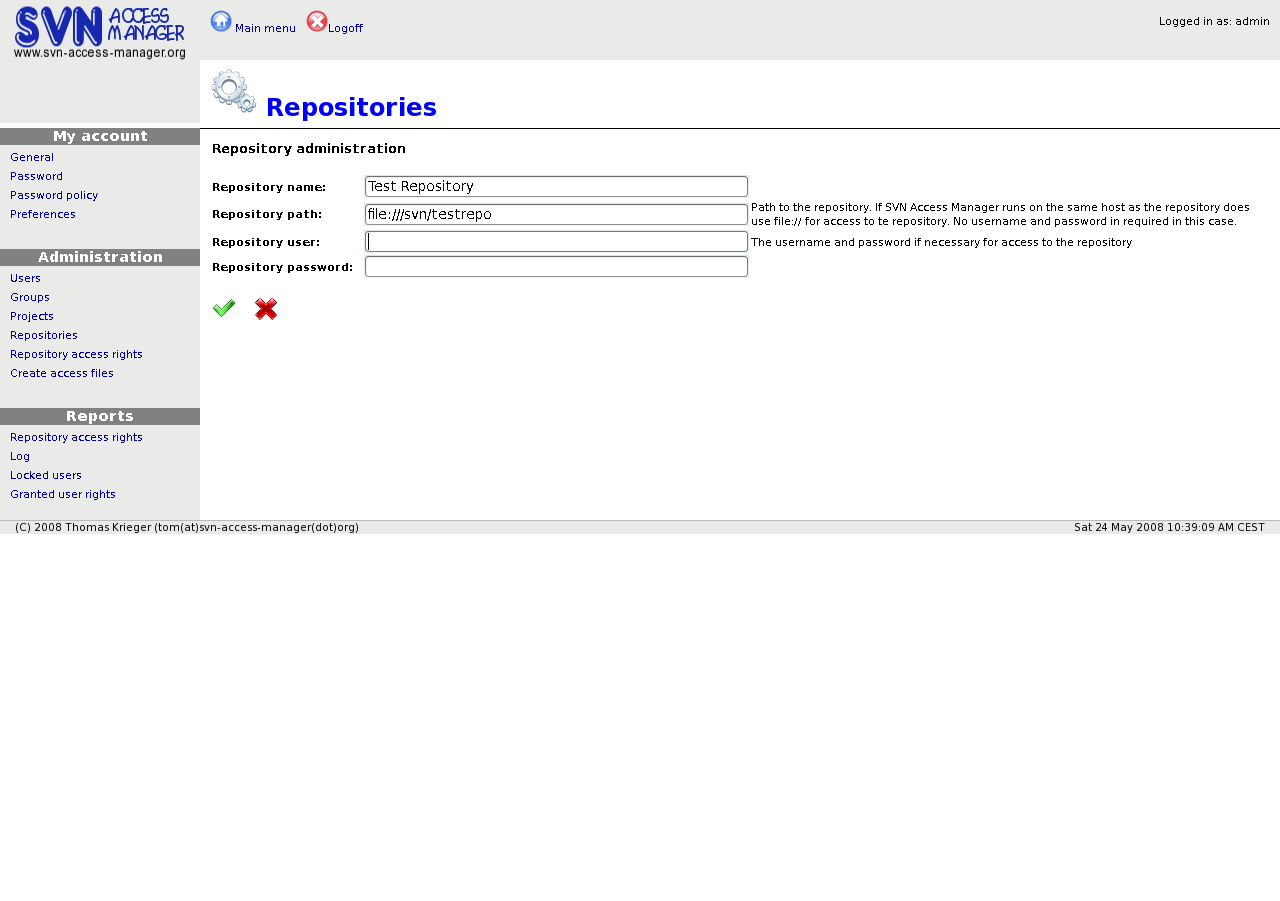 SVN ACCESS MANAGER
www.svn-access-manager.org
Main menu Logoff
Logged in as: admin
Repositories
My account
General
Password
Password policy
Preferences
Administration
Users
Groups
Projects
Repositories
Repository access rights
Create access files
Reports
Repository access rights
Log
Locked users
Granted user rights
Repository administration
Repository name: Test Repository
Repository path: file:///svn/testrepo
Path to the repository. If SVN Access Manager runs on the same host as the repository does
use file:// for access to te repository. No username and password in required in this case.
Repository user:
The username and password if necessary for access to the repository
Repository password:
(C) 2008 Thomas Krieger (tom(at)svn-access-manager(dot)org)
Sat 24 May 2008 10:39:09 AM CEST